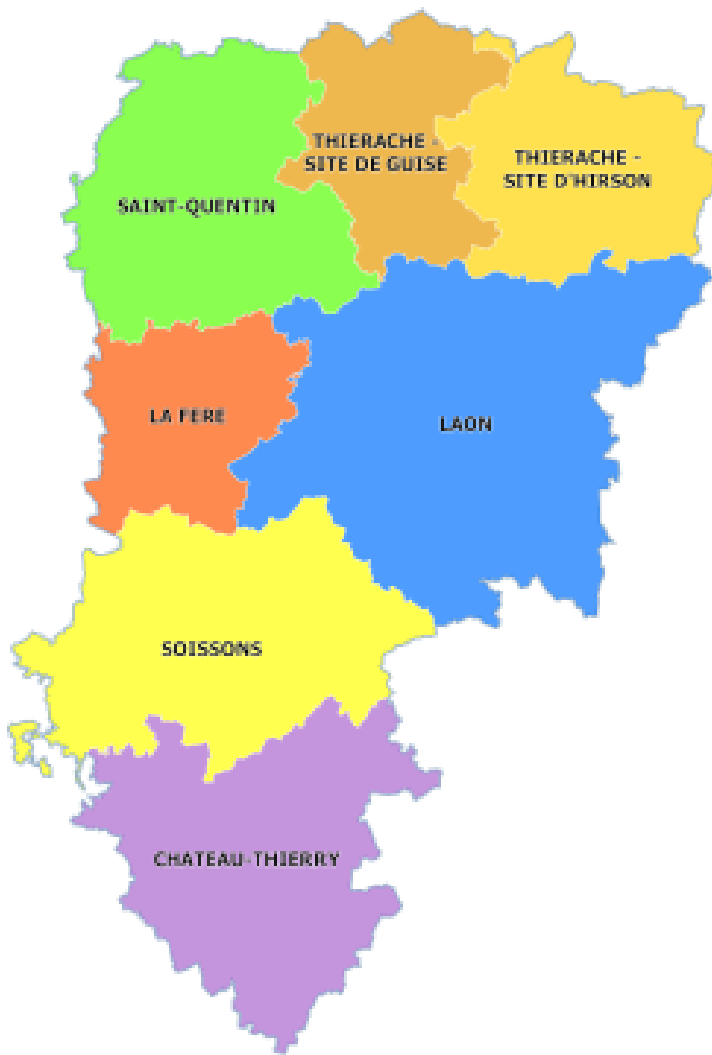 THIERACHE -
SITE DE GUISE
THIERACHE -
SITE D'HIRSON
SAINT-QUENTIN
LA FERE
LAON
SOISSONS
CHATEAU-THIERRY